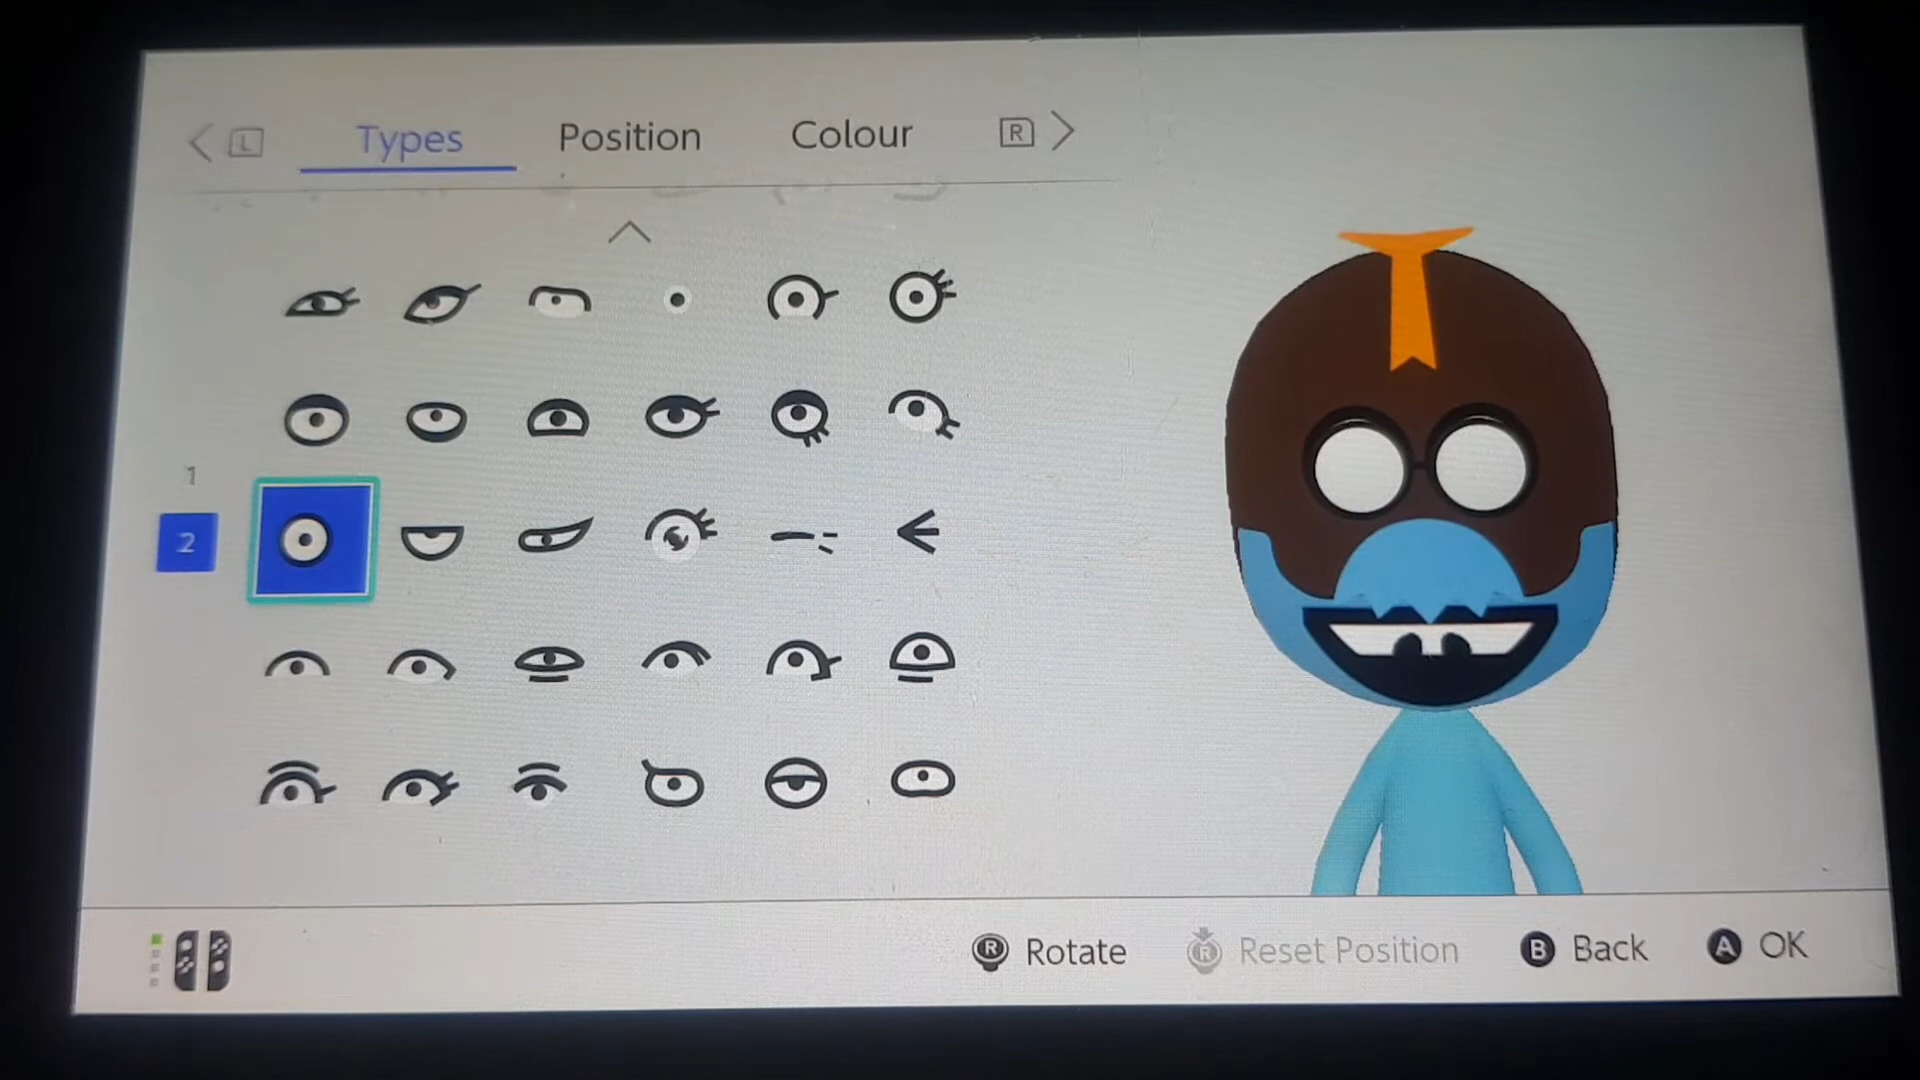 L Types Position Colour R
1
2
R Rotate R Reset Position B Back A OK